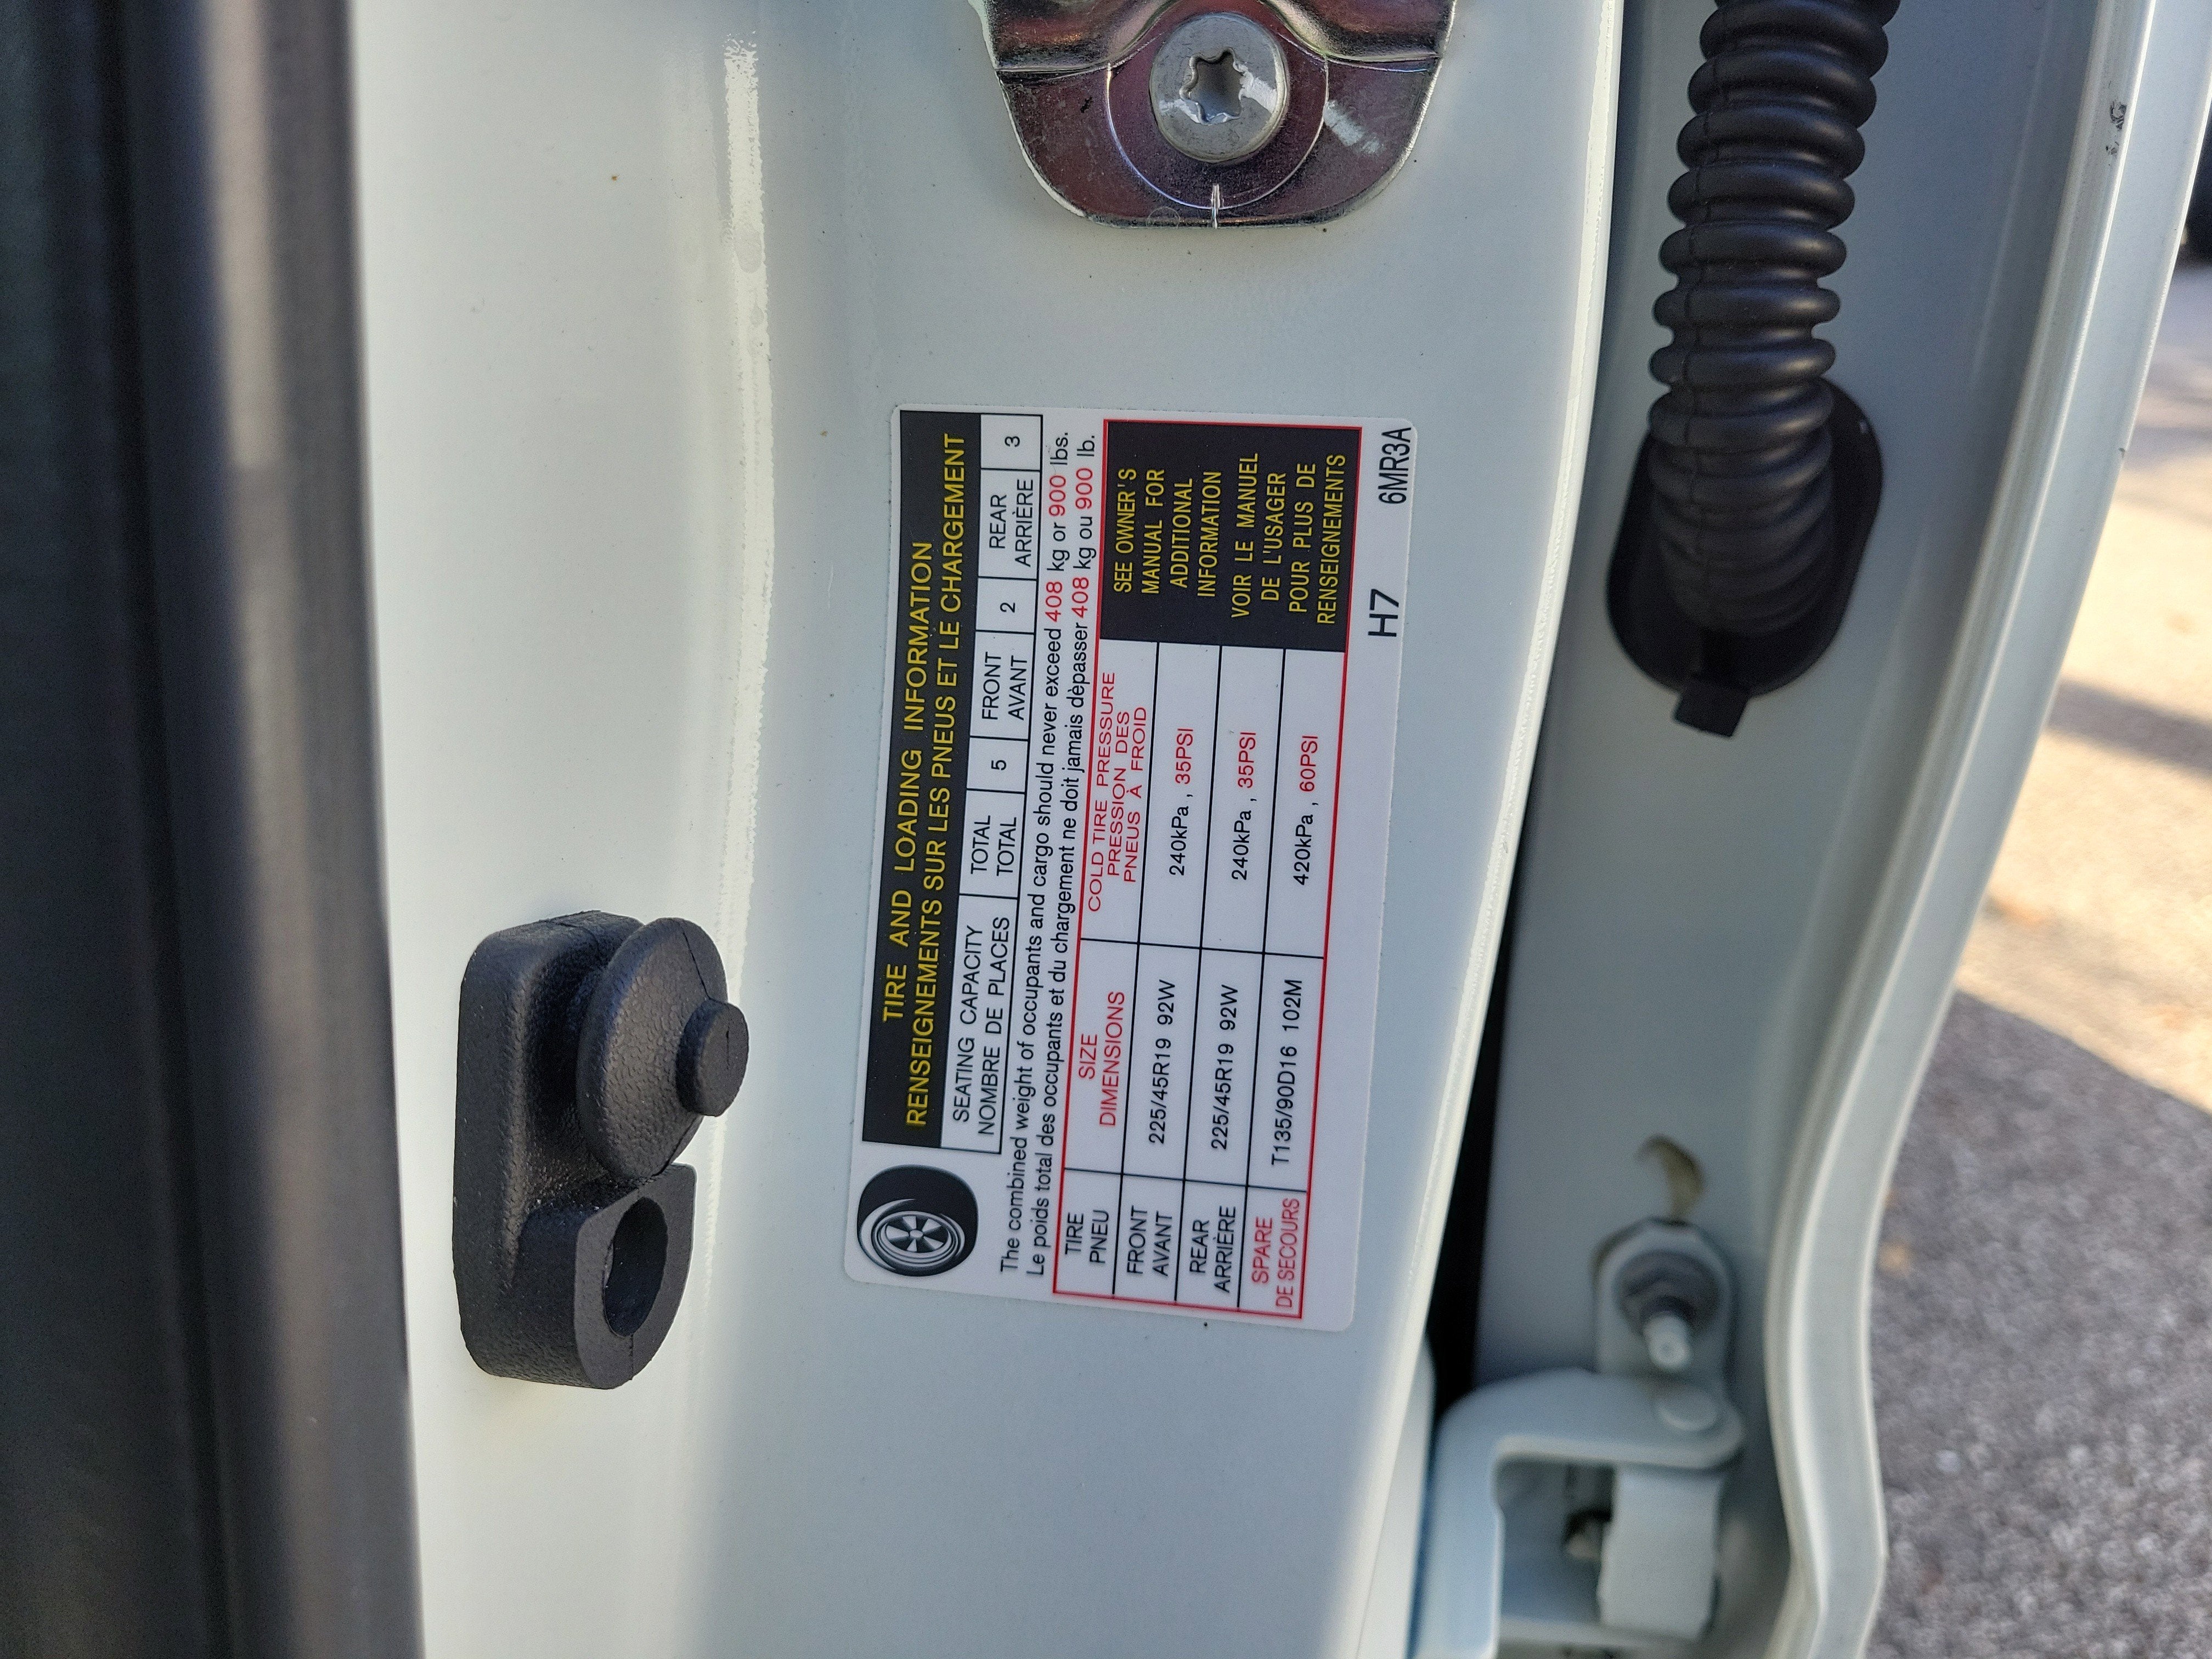 TIRE AND LOADING INFORMATION
RENSEIGNEMENTS SUR LES PNEUS ET LE CHARGEMENT
SEATING CAPACITY
NOMBRE DE PLACES
TOTAL
TOTAL
5
FRONT
AVANT
2
REAR
ARRIÈRE
3
The combined weight of occupants and cargo should never exceed 408 kg or 900 lbs.
Le poids total des occupants et du chargement ne doit jamais dèpasser 408 kg ou 900 lb.
TIRE
PNEU
SIZE
DIMENSIONS
COLD TIRE PRESSURE
PRESSION DES
PNEUS À FROID
FRONT
AVANT
225/45R19 92W
240kPa , 35PSI
REAR
ARRIÈRE
225/45R19 92W
240kPa , 35PSI
SPARE
DE SECOURS
T135/90D16 102M
420kPa , 60PSI
SEE OWNER'S
MANUAL FOR
ADDITIONAL
INFORMATION
VOIR LE MANUEL
DE L'USAGER
POUR PLUS DE
RENSEIGNEMENTS
H7 6MR3A